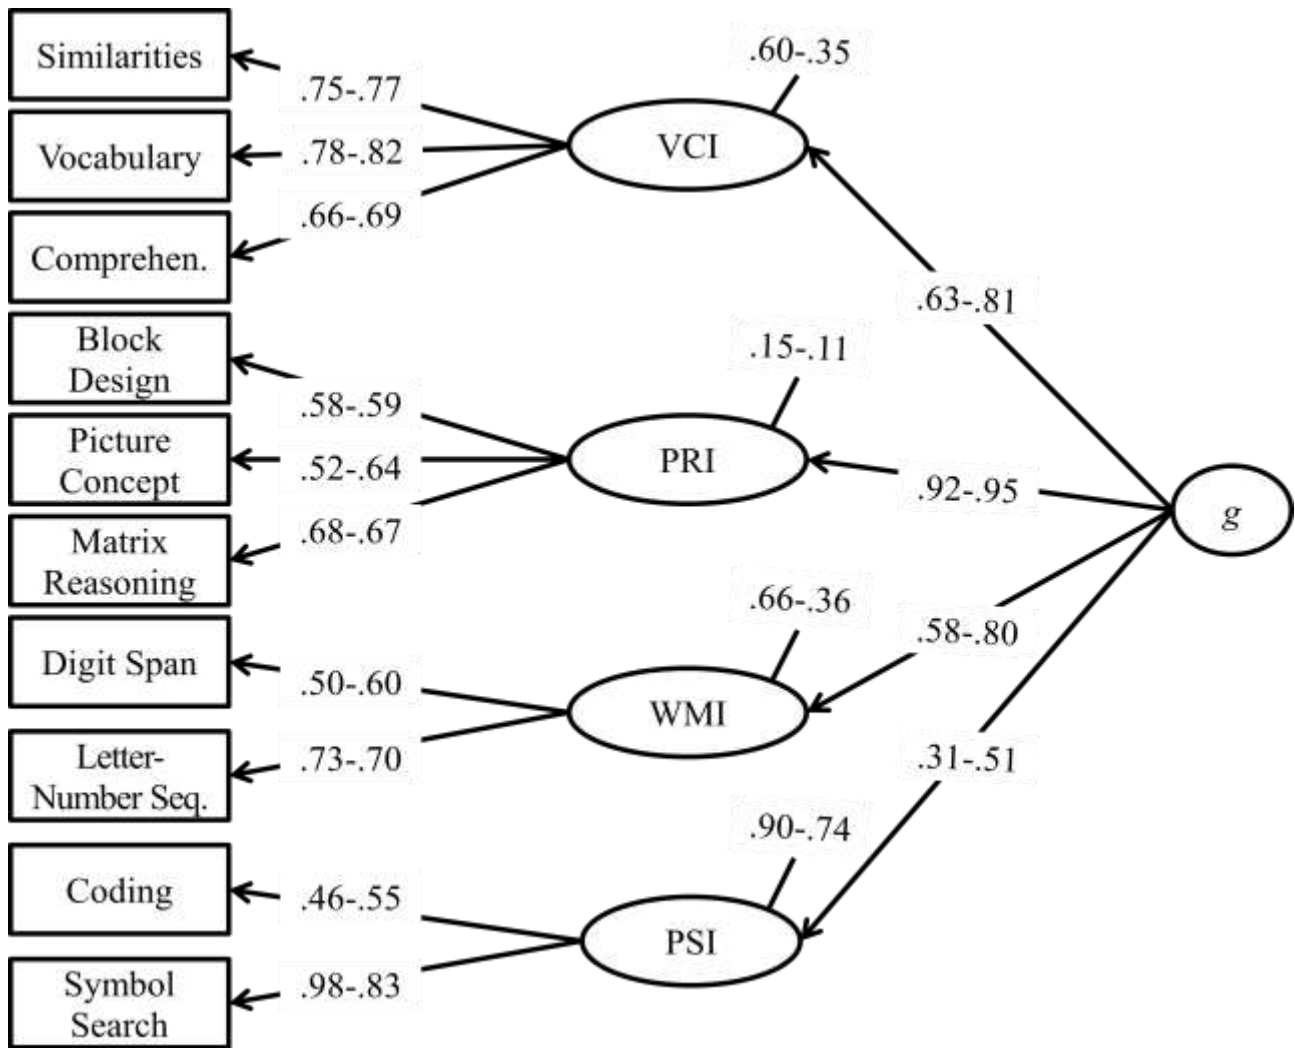 Similarities
Vocabulary
Comprehen.
Block
Design
Picture
Concept
Matrix
Reasoning
Digit Span
Letter-
Number Seq.
Coding
Symbol
Search
.75-.77
.78-.82
.66-.69
.58-.59
.52-.64
.68-.67
.50-.60
.73-.70
.46-.55
.98-.83
VCI
PRI
WMI
PSI
.60-.35
.15-.11
.66-.36
.90-.74
.63-.81
.92-.95
.58-.80
.31-.51
g